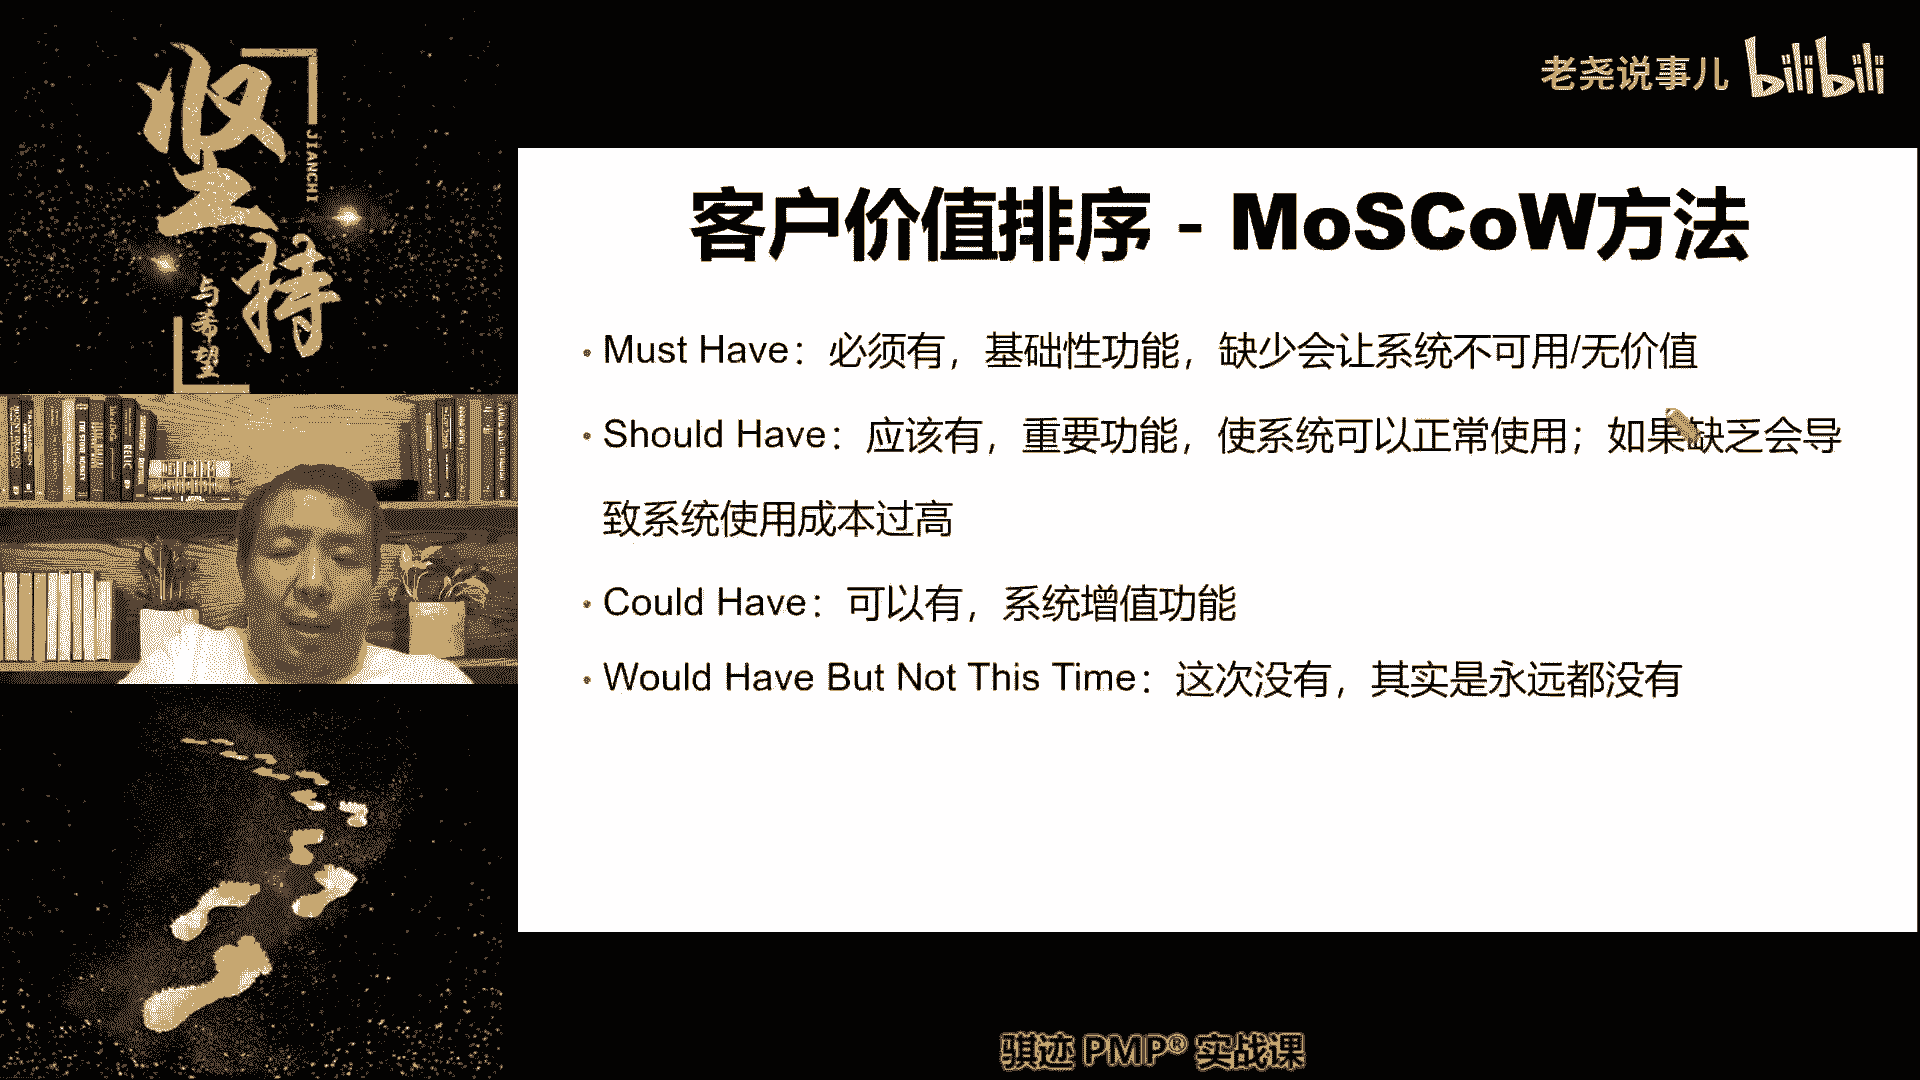 坚持
JIANCHI
与希望
老尧说事儿 bilibili
客户价值排序 - MoSCoW方法
• Must Have：必须有，基础性功能，缺少会让系统不可用/无价值
• Should Have：应该有，重要功能，使系统可以正常使用；如果缺乏会导
致系统使用成本过高
• Could Have：可以有，系统增值功能
• Would Have But Not This Time：这次没有，其实是永远都没有
骐迹 PMP® 实战课